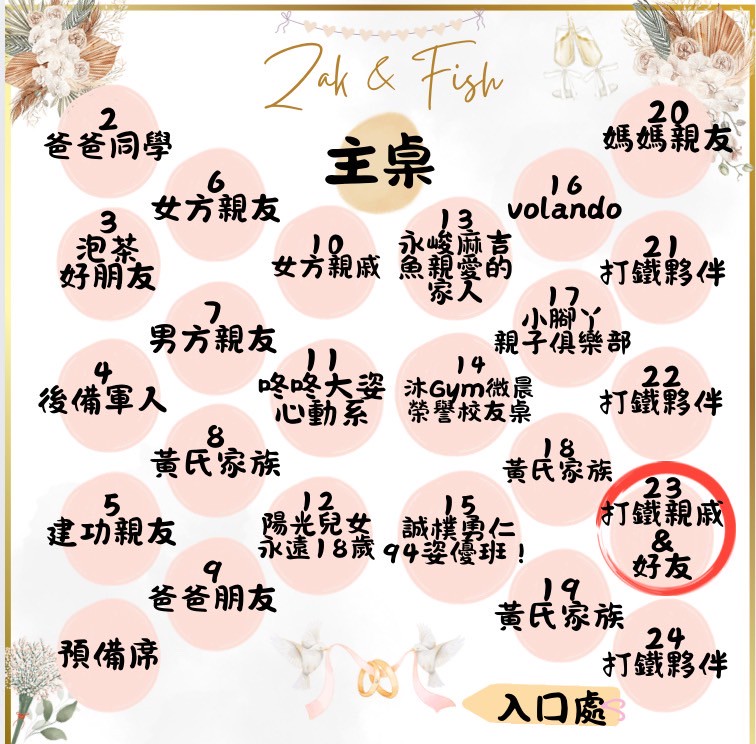 Zak & Fish
主桌
2
爸爸同學
3
泡茶
好朋友
4
後備軍人
5
建功親友
預備席
6
女方親友
7
男方親友
8
黃氏家族
9
爸爸朋友
10
女方親戚
11
咚咚大姿
心動系
12
陽光兒女
永遠18歲
13
永峻麻吉
魚親愛的
家人
14
沐Gym微晨
榮譽校友桌
15
誠樸勇仁
94姿優班！
16
volando
17
小腳丫
親子俱樂部
18
黃氏家族
19
黃氏家族
20
媽媽親友
21
打鐵夥伴
22
打鐵夥伴
23
打鐵親戚
&
好友
24
打鐵夥伴
入口處